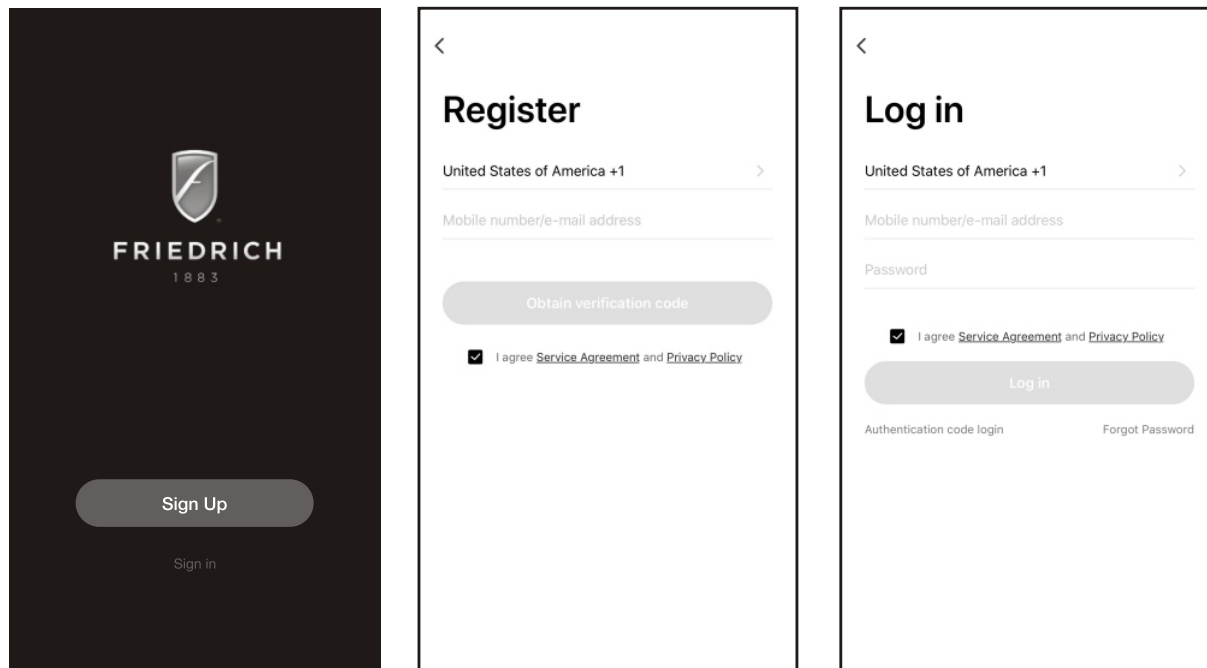 FRIEDRICH
1883
Sign Up
Sign in
Register
United States of America +1
Mobile number/e-mail address
Obtain verification code
I agree Service Agreement and Privacy Policy
Log in
United States of America +1
Mobile number/e-mail address
Password
I agree Service Agreement and Privacy Policy
Log in
Authentication code login
Forgot Password